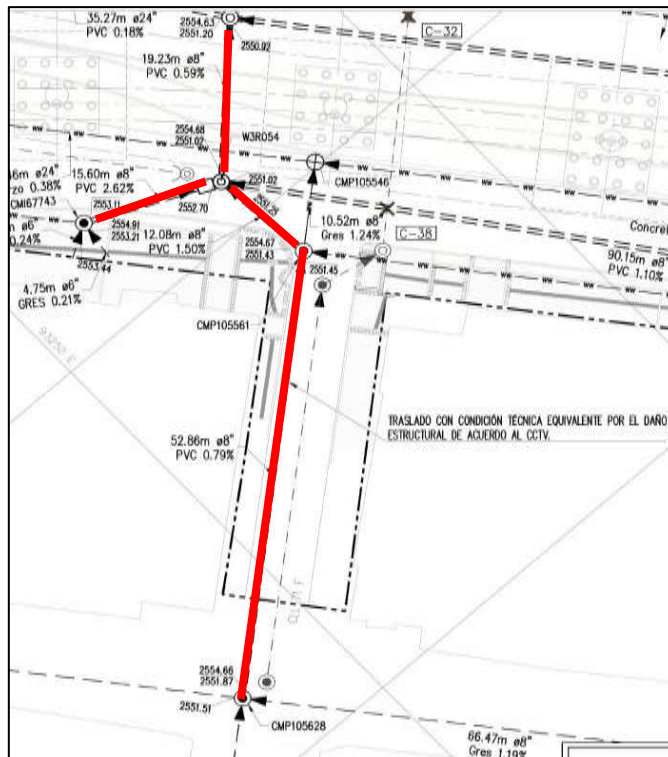 35.27m ø24"
PVC 0.18%
2554.63
2551.20
2550.92
C-32
19.23m ø8"
PVC 0.59%
2554.68
2551.02
W3R054
2551.02
CMP105546
15.60m ø8"
PVC 2.62%
0.38%
CMI67743
2553.11
2552.70
2554.91
2553.21
0.24%
2553.44
12.08m ø8"
PVC 1.50%
2554.67
2551.43
2551.45
10.52m ø8"
Gres 1.24%
C-38
Concret
90.15m ø8"
PVC 1.10%
4.75m ø6"
GRES 0.21%
CMP105561
93250 E
TRASLADO CON CONDICIÓN TÉCNICA EQUIVALENTE POR EL DAÑO
ESTRUCTURAL DE ACUERDO AL CCTV.
52.86m ø8"
PVC 0.79%
2554.66
2551.87
2551.51
CMP105628
66.47m ø8"
Gres 1.19%